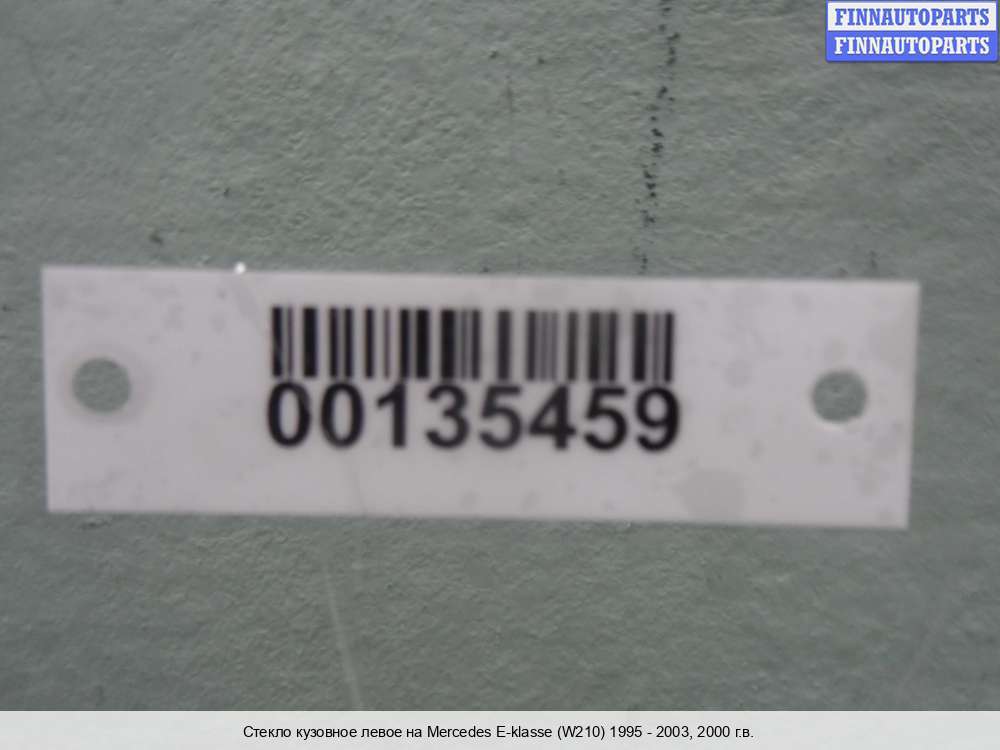 FINNAUTOPARTS
FINNAUTOPARTS
00135459
Стекло кузовное левое на Mercedes E-klasse (W210) 1995 - 2003, 2000 г.в.